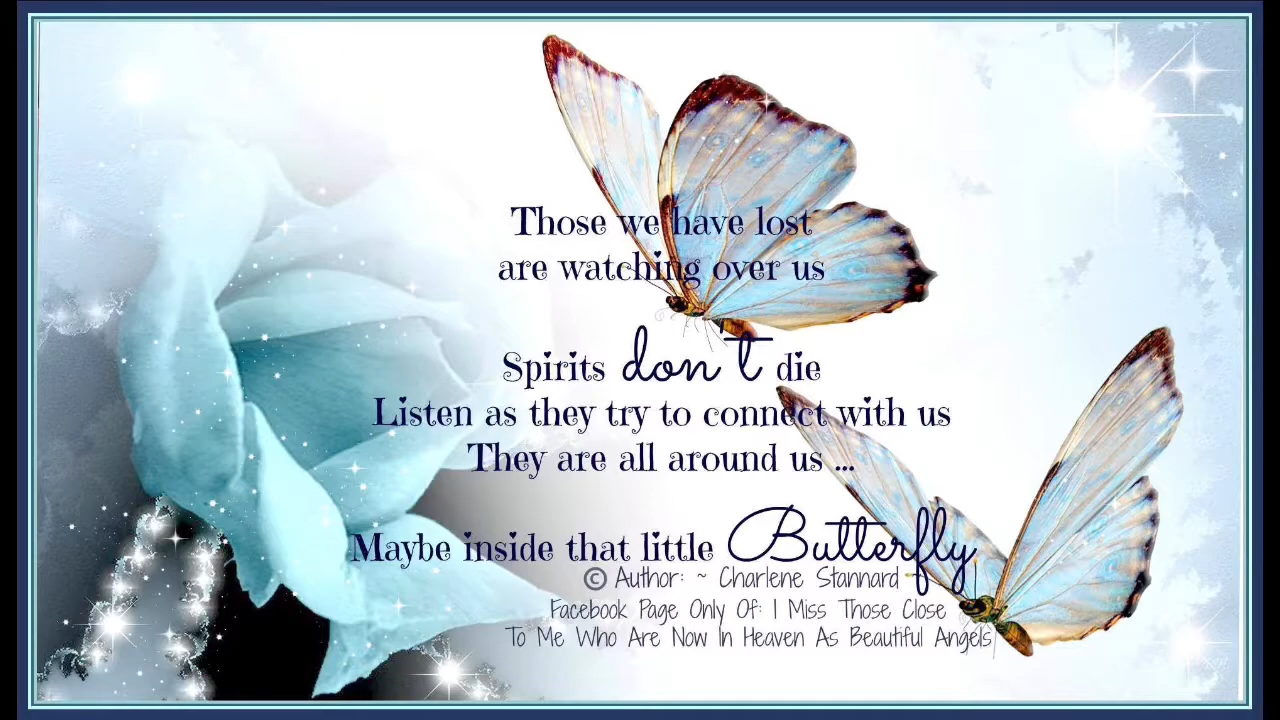 Those we have lost
are watching over us
Spirits don't die
Listen as they try to connect with us
They are all around us ...
Maybe inside that little Butterfly
© Author: ~ Charlene Stannard
Facebook Page Only Of: I Miss Those Close
To Me Who Are Now In Heaven As Beautiful Angels